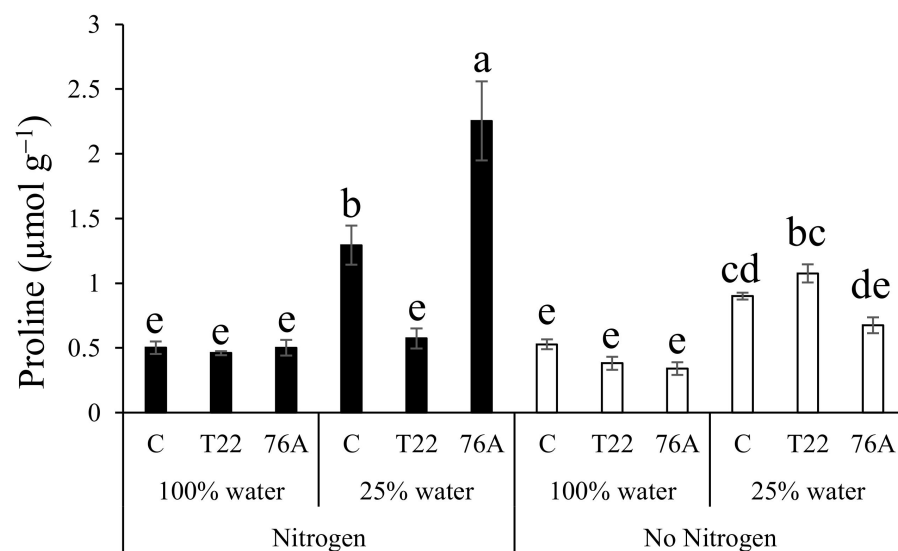 Proline (µmol g⁻¹)
3
2.5
2
1.5
1
0.5
0
e
e
e
b
e
a
e
e
e
cd
bc
de
C T22 76A C T22 76A C T22 76A C T22 76A
100% water 25% water 100% water 25% water
Nitrogen No Nitrogen